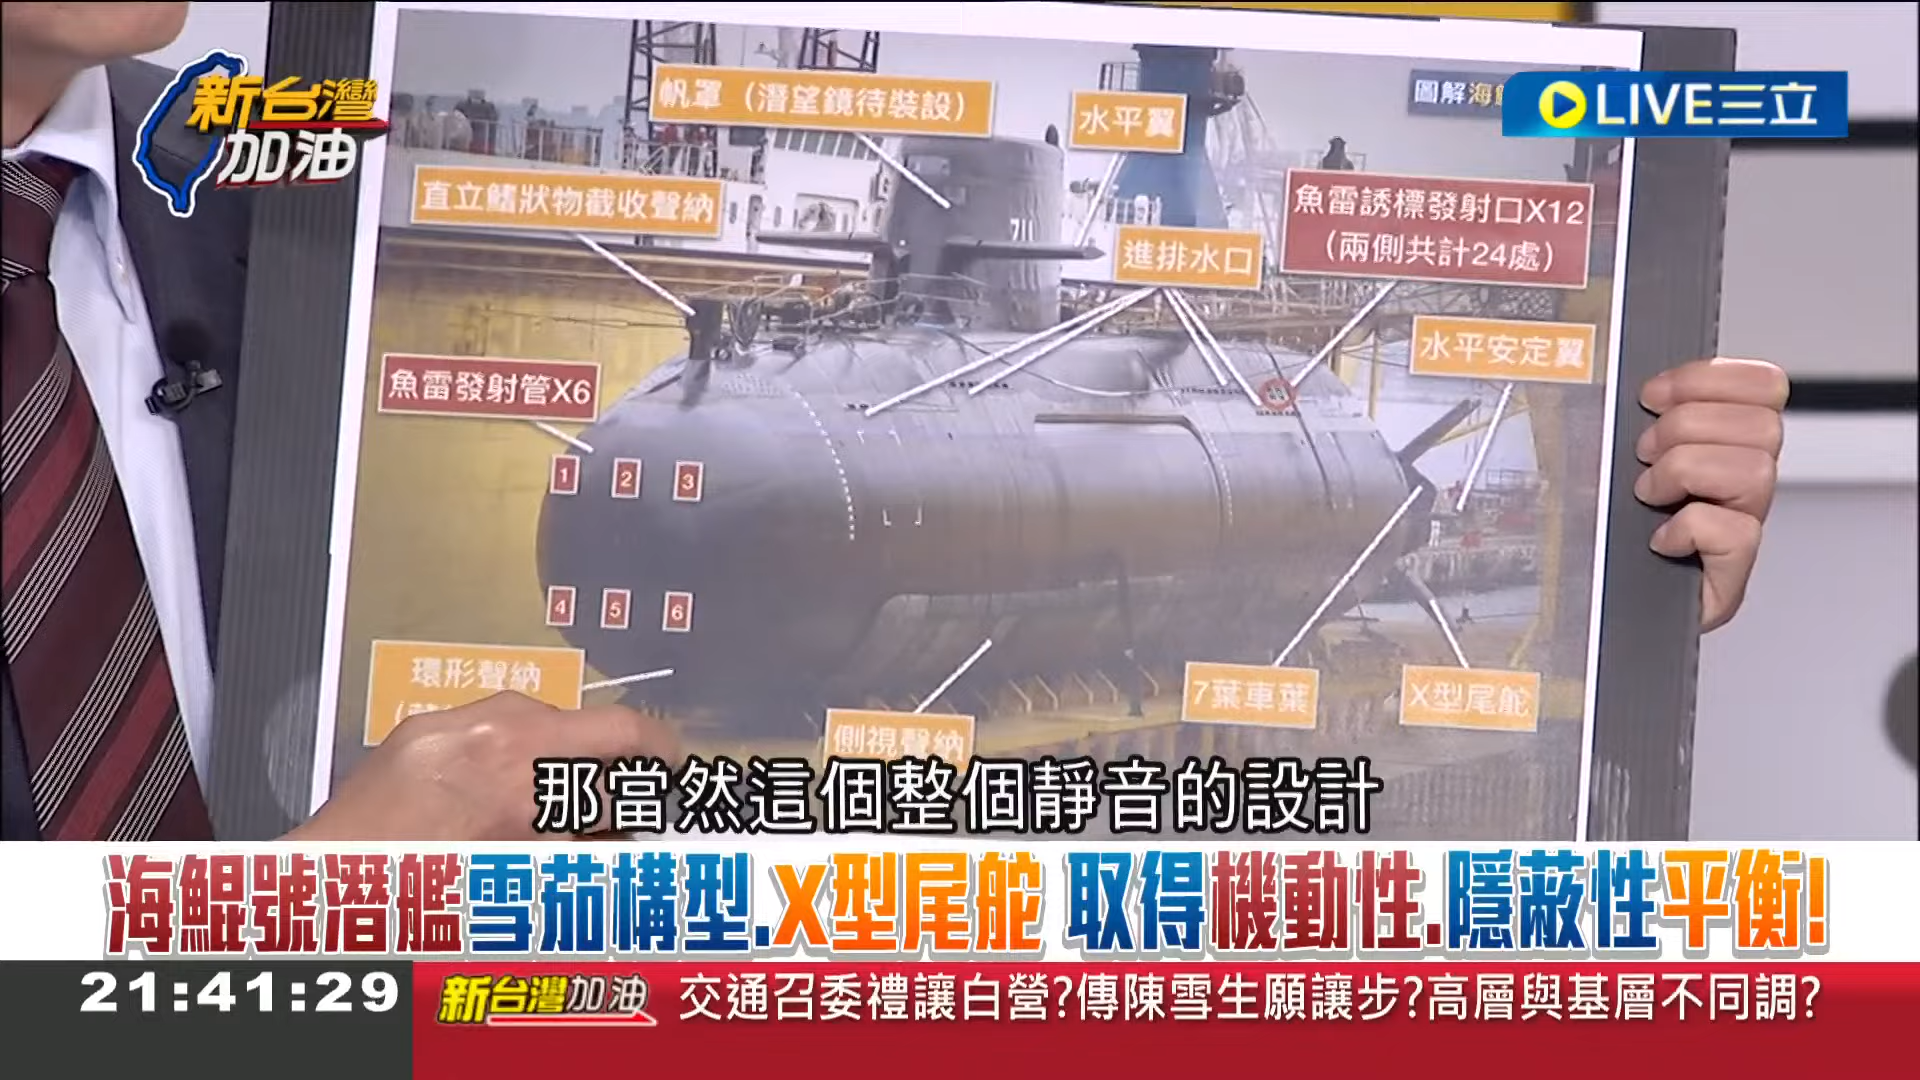 新台灣
加油
LIVE三立
圖解海
帆罩（潛望鏡待裝設）
水平翼
直立鰭狀物截收聲納
進排水口
魚雷誘標發射口X12
（兩側共計24處）
水平安定翼
魚雷發射管X6
711
1 2 3
4 5 6
環形聲納
側視聲納
7葉車葉
X型尾舵
那當然這個整個靜音的設計
海鯤號潛艦雪茄構型.X型尾舵 取得機動性.隱蔽性平衡!
21:41:29
新台灣加油
交通召委禮讓白營?傳陳雪生願讓步?高層與基層不同調?